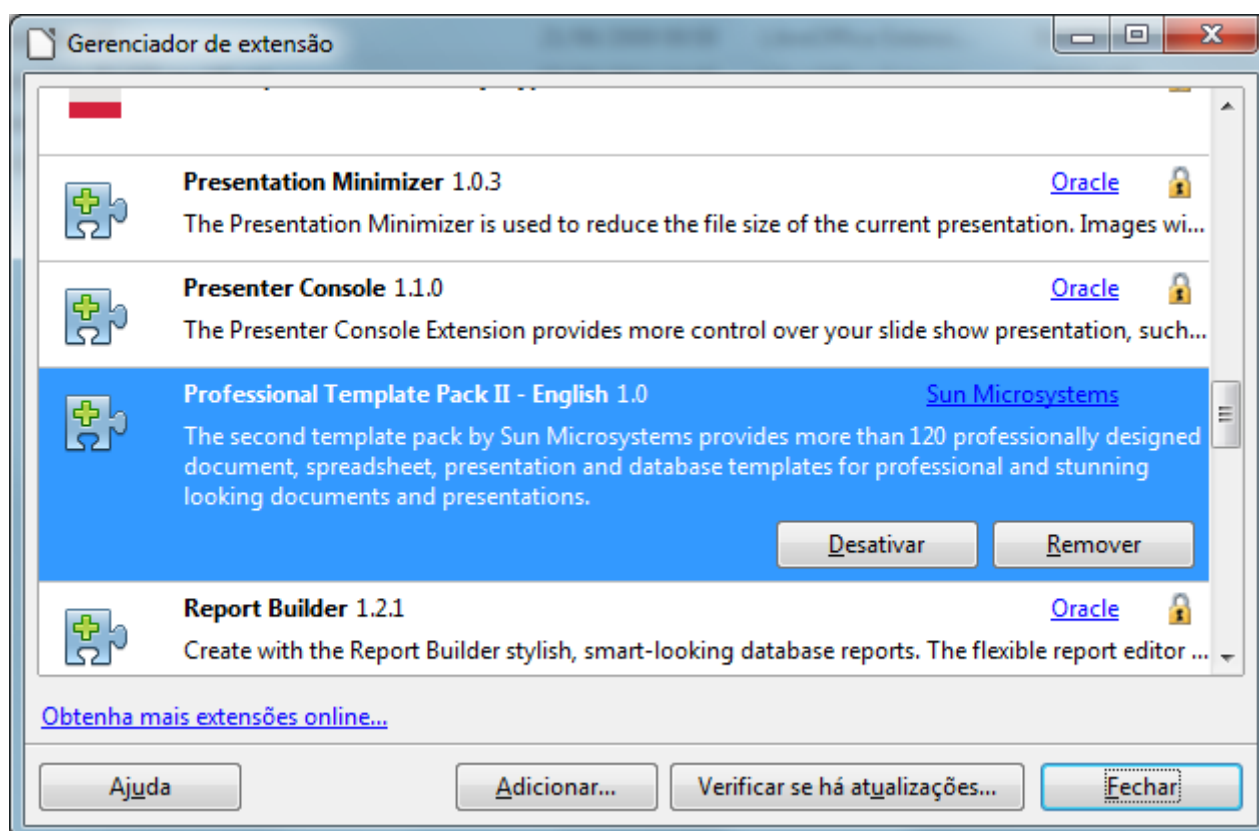 Gerenciador de extensão
Presentation Minimizer 1.0.3 Oracle
The Presentation Minimizer is used to reduce the file size of the current presentation. Images wi...
Presenter Console 1.1.0 Oracle
The Presenter Console Extension provides more control over your slide show presentation, such...
Professional Template Pack II - English 1.0 Sun Microsystems
The second template pack by Sun Microsystems provides more than 120 professionally designed
document, spreadsheet, presentation and database templates for professional and stunning
looking documents and presentations.
Desativar Remover
Report Builder 1.2.1 Oracle
Create with the Report Builder stylish, smart-looking database reports. The flexible report editor ...
Obtenha mais extensões online...
Ajuda Adicionar... Verificar se há atualizações... Fechar